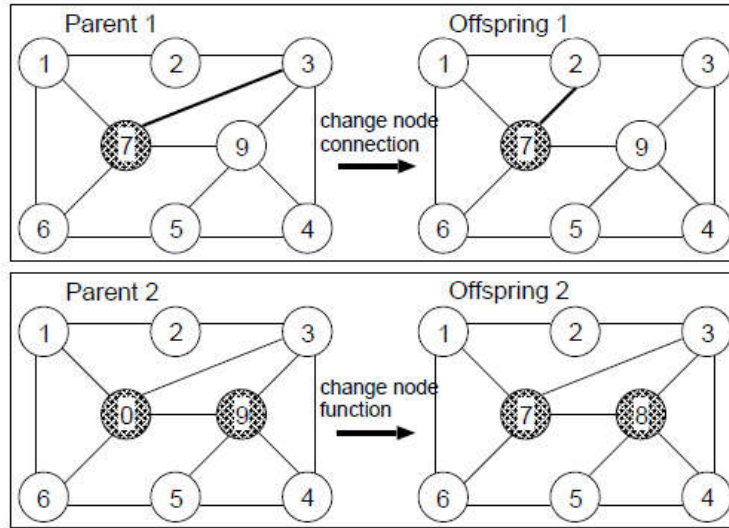 Parent 1
Offspring 1
1 2 3
1 2 3
7 9
change node
connection
7 9
6 5 4
6 5 4
Parent 2
Offspring 2
1 2 3
1 2 3
0 9
change node
function
7 8
6 5 4
6 5 4